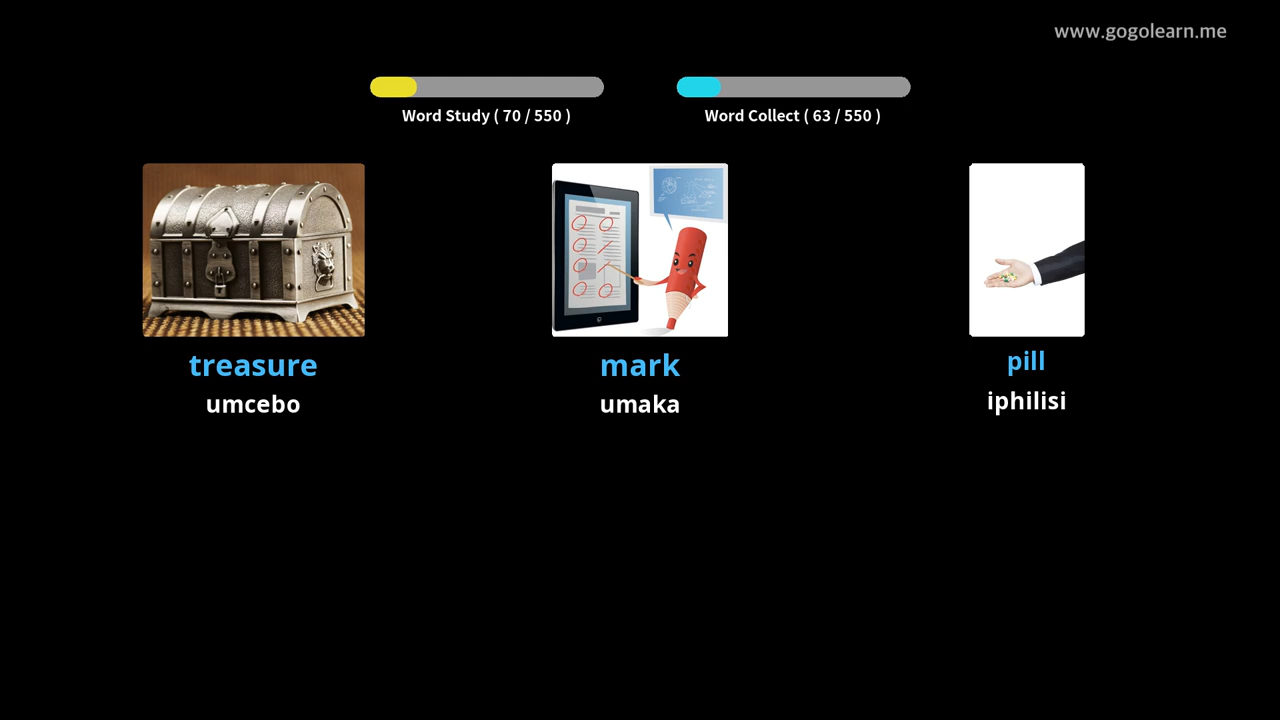 www.gogolearn.me
Word Study ( 70 / 550 )
Word Collect ( 63 / 550 )
treasure
umcebo
mark
umaka
pill
iphilisi